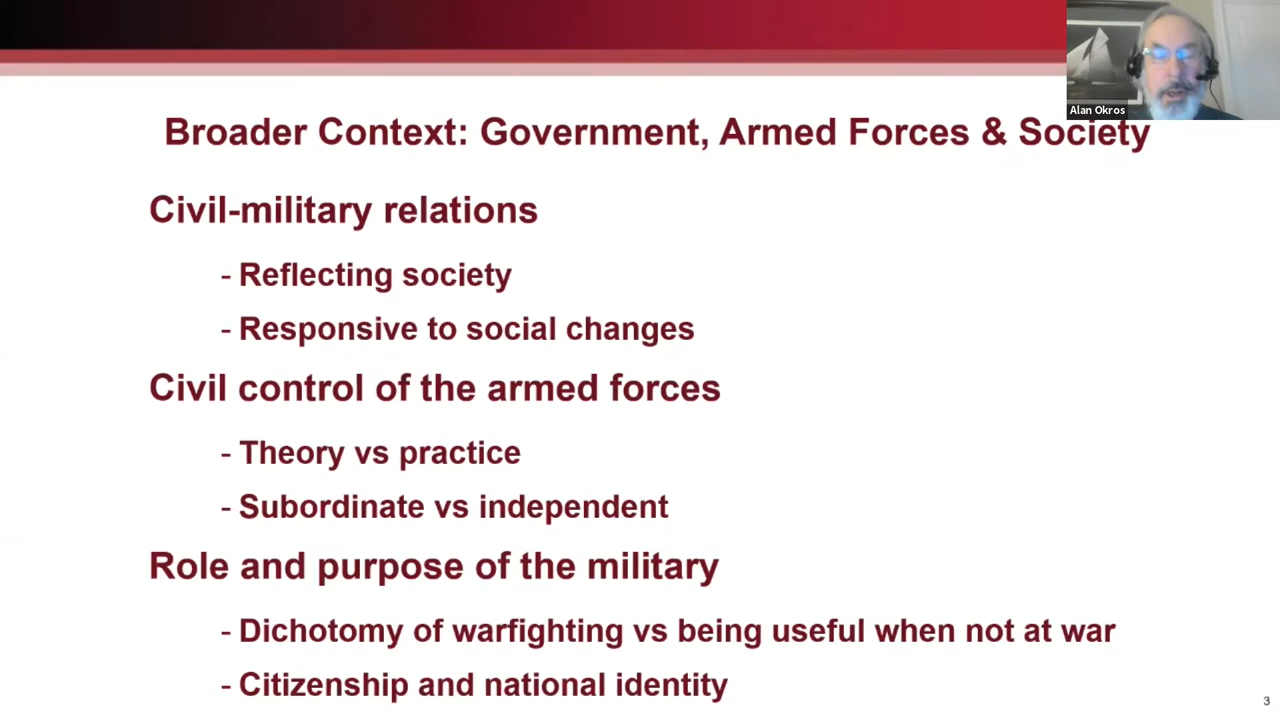 Alan Okros
Broader Context: Government, Armed Forces & Society
Civil-military relations
- Reflecting society
- Responsive to social changes
Civil control of the armed forces
- Theory vs practice
- Subordinate vs independent
Role and purpose of the military
- Dichotomy of warfighting vs being useful when not at war
- Citizenship and national identity
3